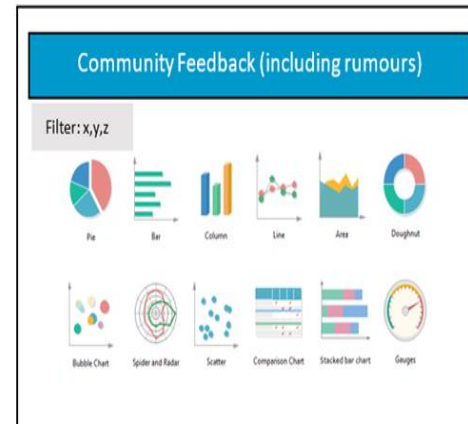 Community Feedback (including rumours)
Filter: x,y,z
Pie Bar Column Line Area Doughnut
Bubble Chart Spider and Radar Scatter Comparison Chart Stacked bar chart Gauges